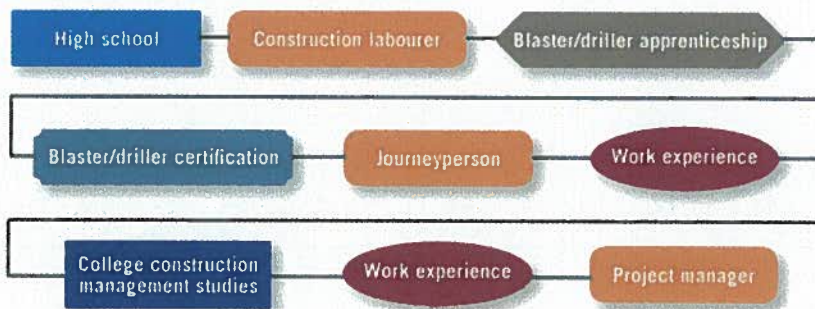 High school
Construction labourer
Blaster/driller apprenticeship
Blaster/driller certification
Journeyperson
Work experience
College construction
management studies
Work experience
Project manager